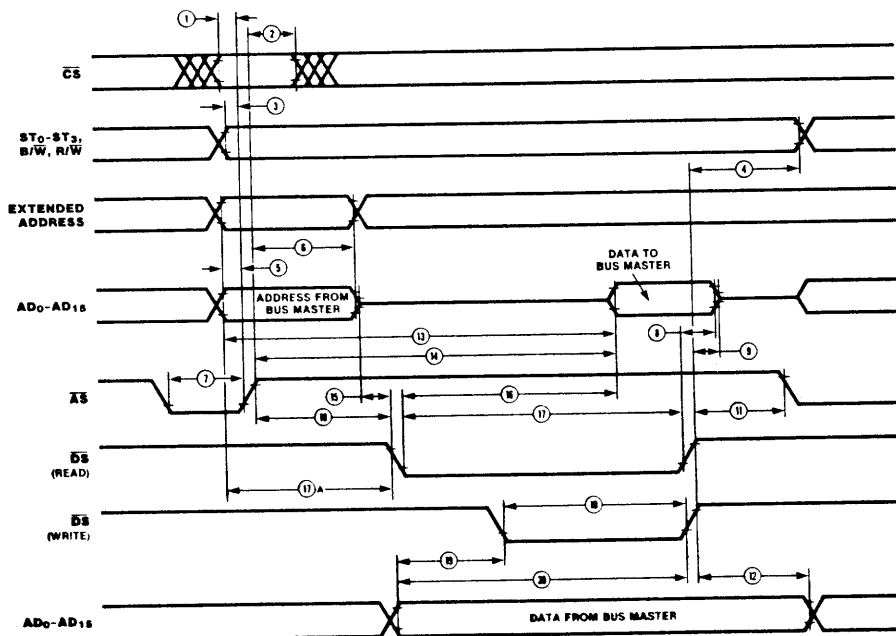 1
2
CS
3
ST0-ST3,
B/W, R/W
4
EXTENDED
ADDRESS
6
5
DATA TO
BUS MASTER
AD0-AD15
ADDRESS FROM
BUS MASTER
13
8
14
9
7
AS
15
16
18
17
11
DS
(READ)
17 A
DS
(WRITE)
18
19
20
12
AD0-AD15
DATA FROM BUS MASTER